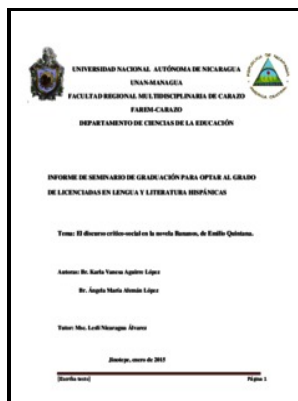 UNIVERSIDAD NACIONAL AUTÓNOMA DE NICARAGUA
UNAN-MANAGUA
FACULTAD REGIONAL MULTIDISCIPLINARIA DE CARAZO
FAREM-CARAZO
DEPARTAMENTO DE CIENCIAS DE LA EDUCACIÓN
INFORME DE SEMINARIO DE GRADUACIÓN PARA OPTAR AL GRADO
DE LICENCIADAS EN LENGUA Y LITERATURA HISPÁNICAS
Tema: El discurso crítico-social en la novela Bananos, de Emilio Quintana.
Autoras: Br. Karla Vanessa Aguirre López
Br. Ángela María Alemán López
Tutor: Msc. Lesli Nicaragua Álvarez
Jinotepe, enero de 2015
[Escriba texto] Página 1